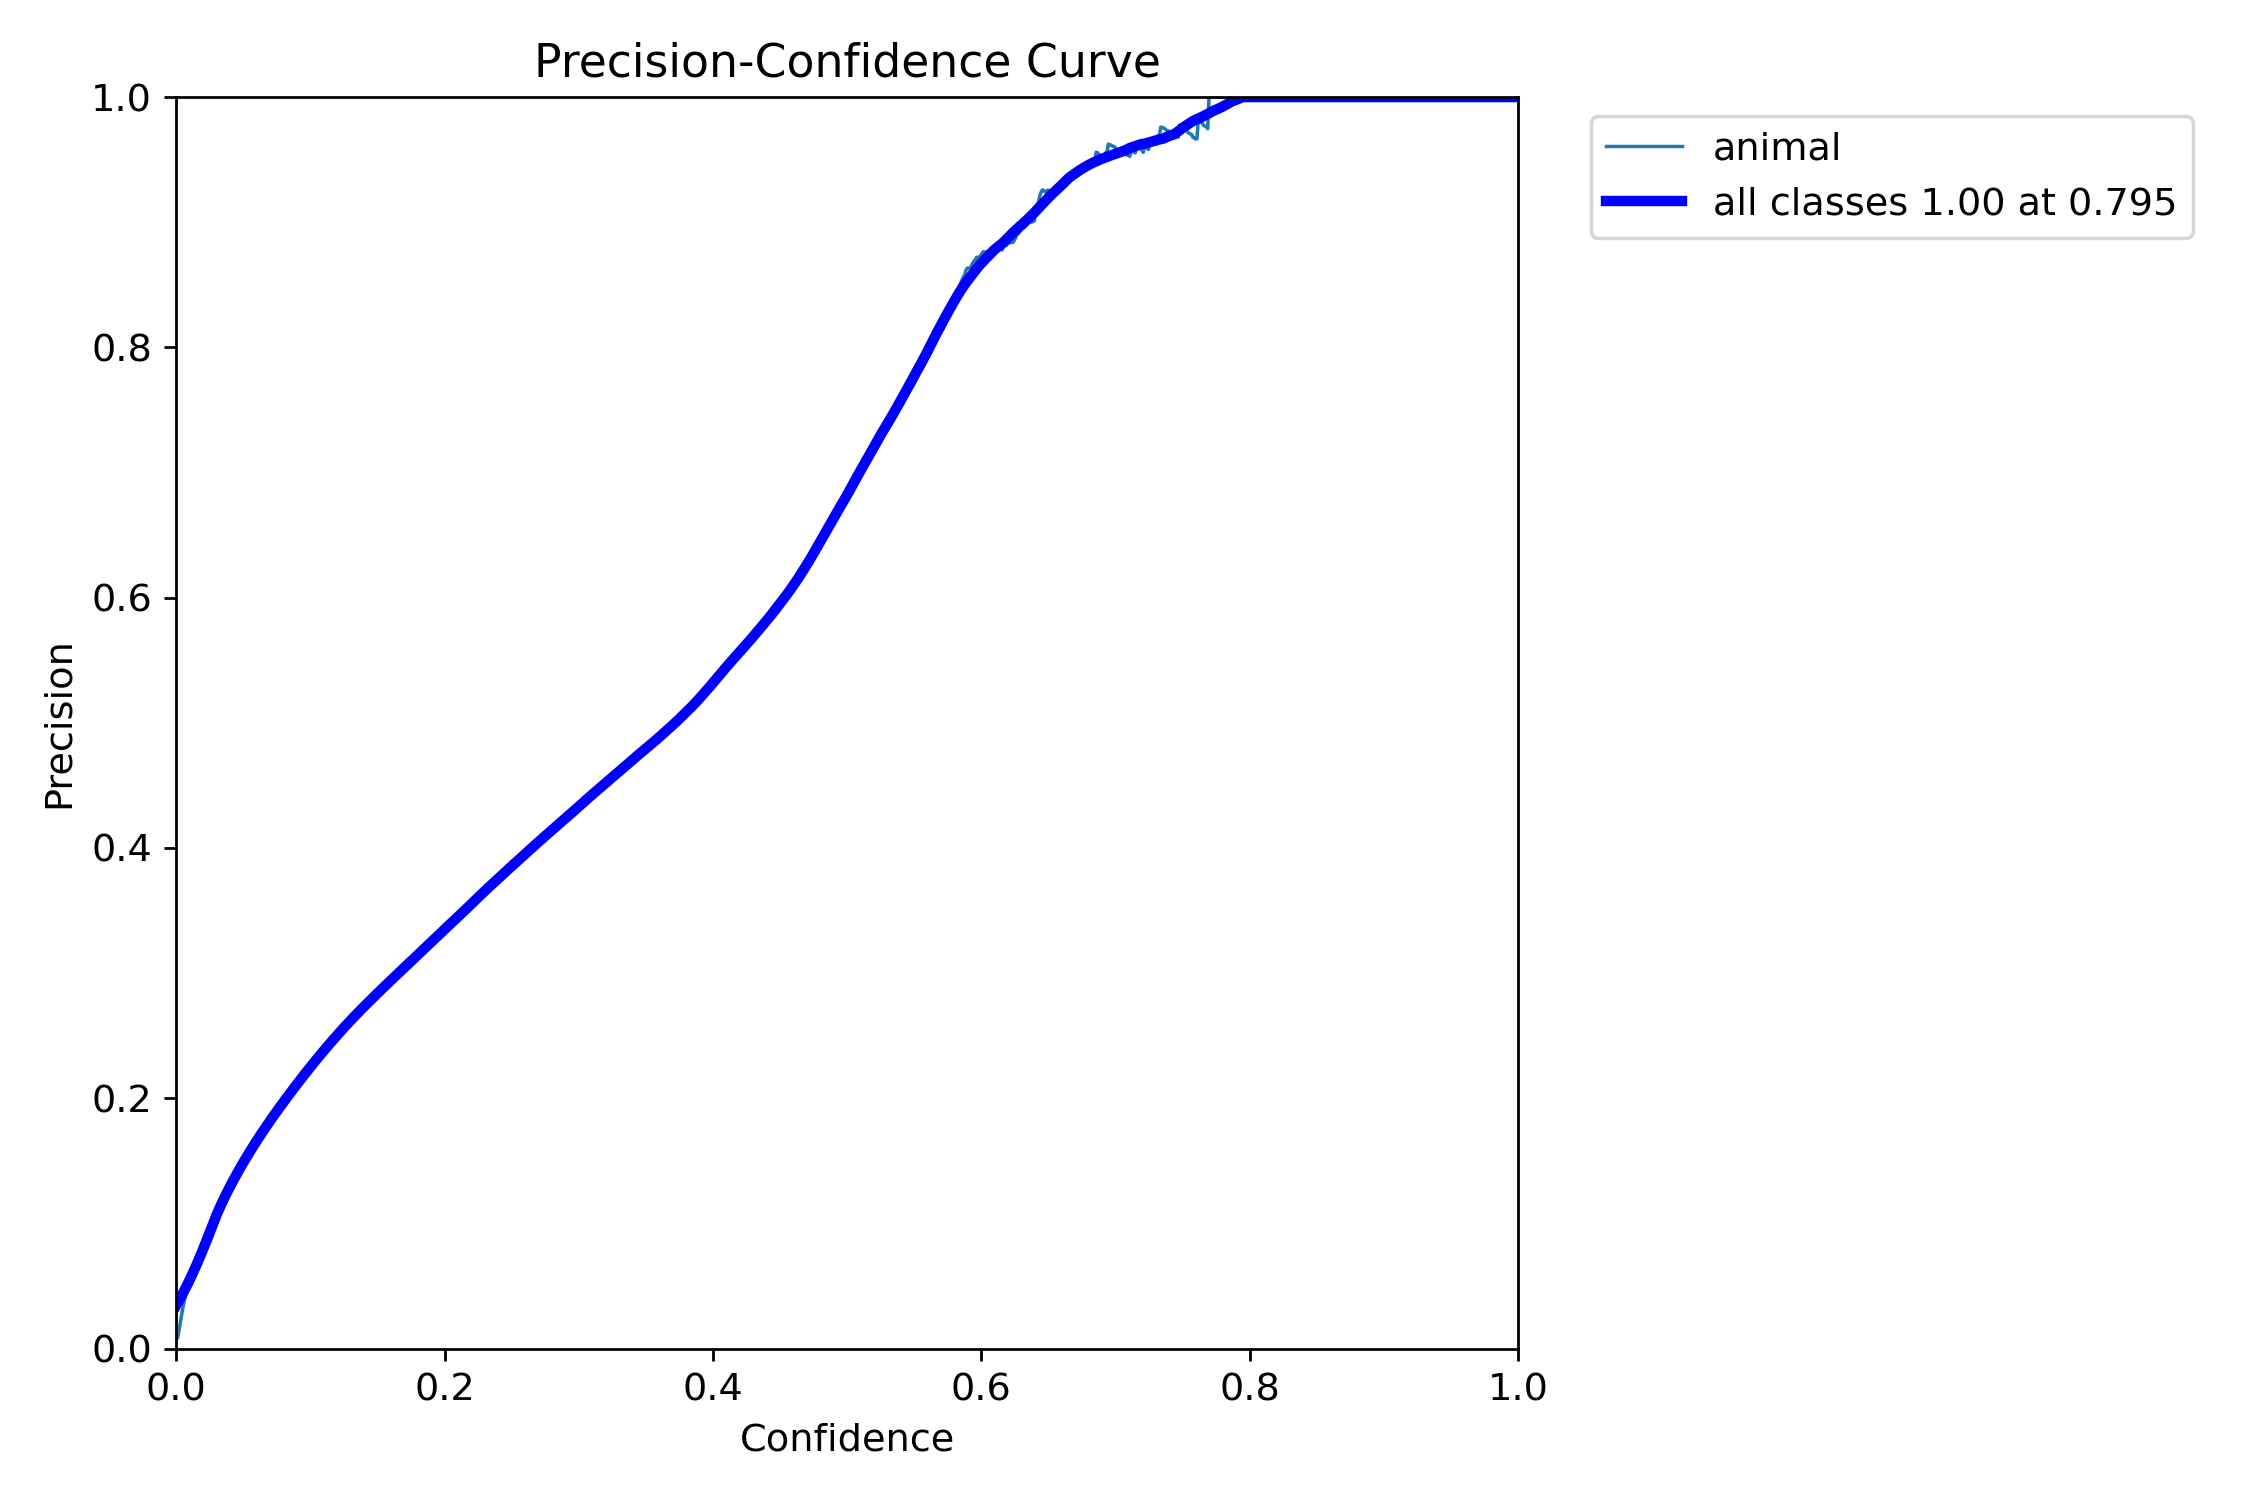 Precision-Confidence Curve
1.0
0.8
0.6
0.4
0.2
0.0
Precision
0.0 0.2 0.4 0.6 0.8 1.0
Confidence
animal
all classes 1.00 at 0.795